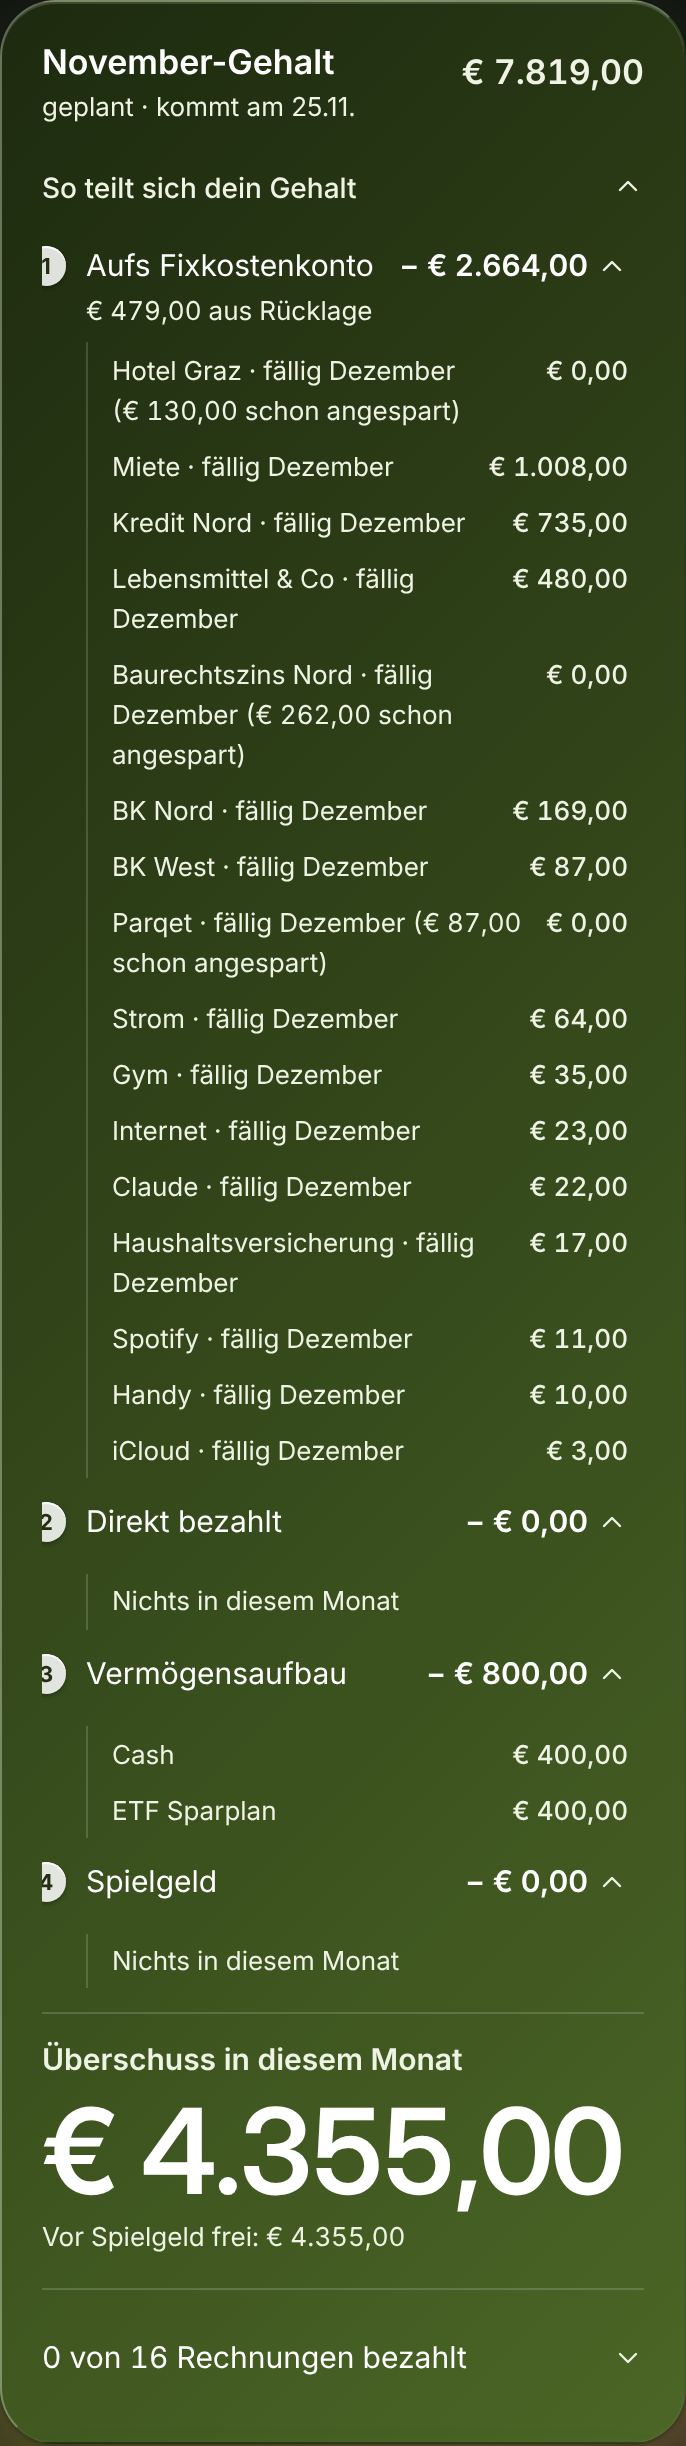 November-Gehalt
€ 7.819,00
geplant · kommt am 25.11.
So teilt sich dein Gehalt
1 Aufs Fixkostenkonto – € 2.664,00
€ 479,00 aus Rücklage
Hotel Graz · fällig Dezember € 0,00
(€ 130,00 schon angespart)
Miete · fällig Dezember € 1.008,00
Kredit Nord · fällig Dezember € 735,00
Lebensmittel & Co · fällig € 480,00
Dezember
Baurechtszins Nord · fällig € 0,00
Dezember (€ 262,00 schon
angespart)
BK Nord · fällig Dezember € 169,00
BK West · fällig Dezember € 87,00
Parqet · fällig Dezember (€ 87,00 € 0,00
schon angespart)
Strom · fällig Dezember € 64,00
Gym · fällig Dezember € 35,00
Internet · fällig Dezember € 23,00
Claude · fällig Dezember € 22,00
Haushaltsversicherung · fällig € 17,00
Dezember
Spotify · fällig Dezember € 11,00
Handy · fällig Dezember € 10,00
iCloud · fällig Dezember € 3,00
2 Direkt bezahlt – € 0,00
Nichts in diesem Monat
3 Vermögensaufbau – € 800,00
Cash € 400,00
ETF Sparplan € 400,00
4 Spielgeld – € 0,00
Nichts in diesem Monat
Überschuss in diesem Monat
€ 4.355,00
Vor Spielgeld frei: € 4.355,00
0 von 16 Rechnungen bezahlt